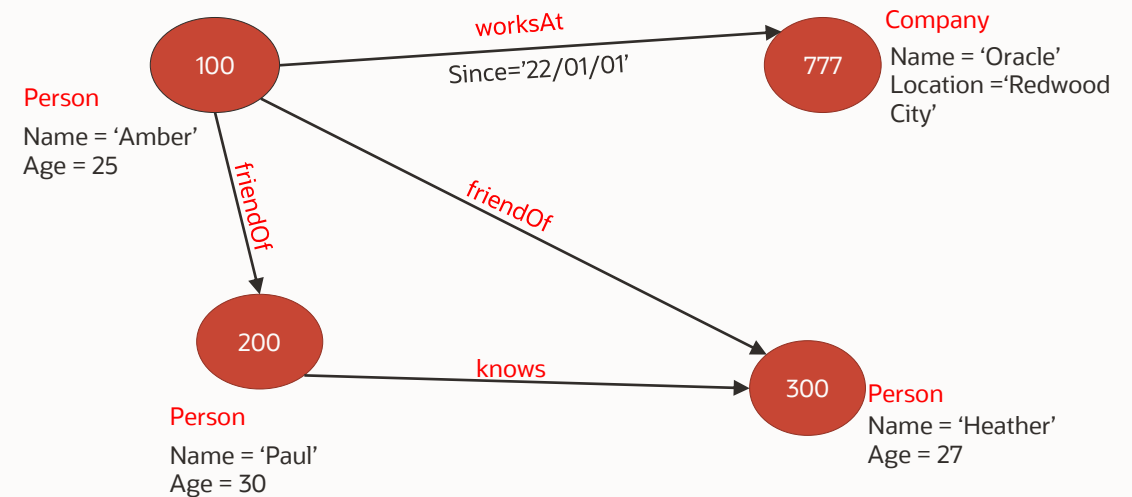 worksAt
Company
100
Since=’22/01/01’
777
Name = ‘Oracle’
Location =‘Redwood
City’
Person
Name = ‘Amber’
Age = 25
friendOf
friendOf
200
knows
300
Person
Name = ‘Heather’
Age = 27
Person
Name = ‘Paul’
Age = 30